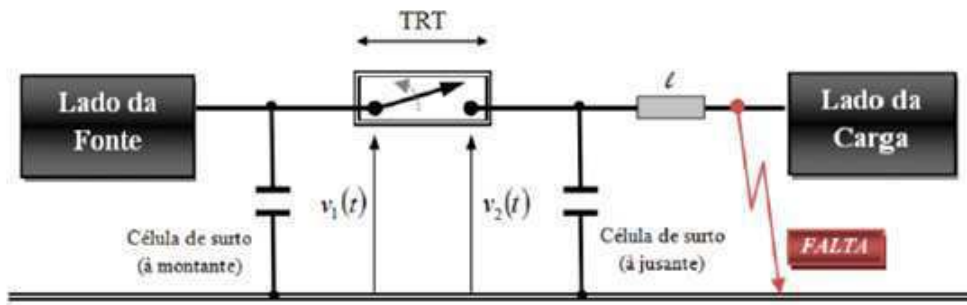 TRT
Lado da
Fonte
ℓ
Lado da
Carga
v₁(t)
v₂(t)
Célula de surto
(à montante)
Célula de surto
(à jusante)
FALTA